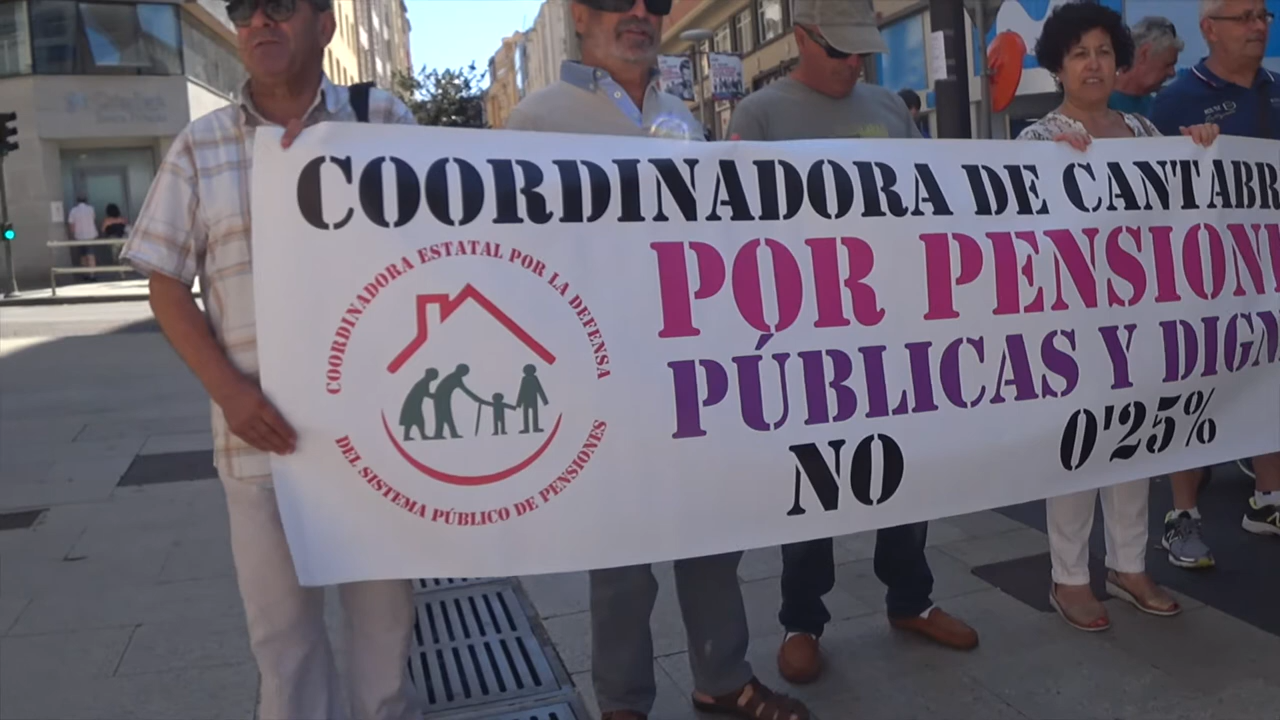 COORDINADORA DE CANTABR
POR PENSIONE
PÚBLICAS Y DIGN
NO 0'25%
COORDINADORA ESTATAL POR LA DEFENSA
DEL SISTEMA PÚBLICO DE PENSIONES